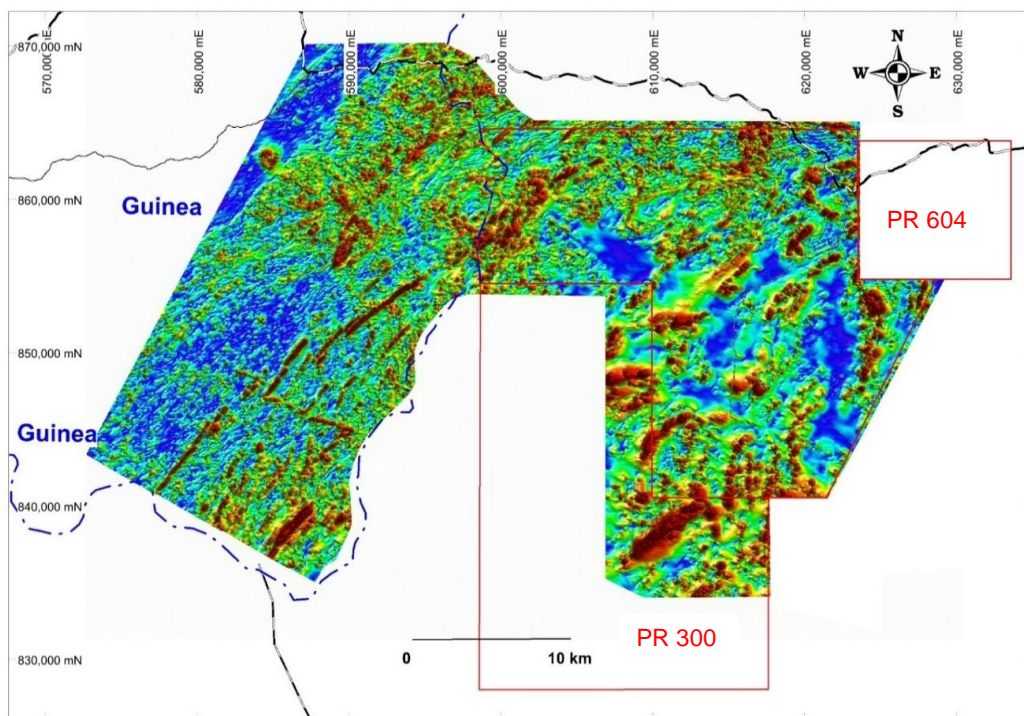 870,000 mN
570,000 mE
580,000 mE
590,000 mE
600,000 mE
610,000 mE
620,000 mE
630,000 mE
N
W
E
S
860,000 mN
Guinea
PR 604
850,000 mN
Guinea
840,000 mN
830,000 mN
0
10 km
PR 300